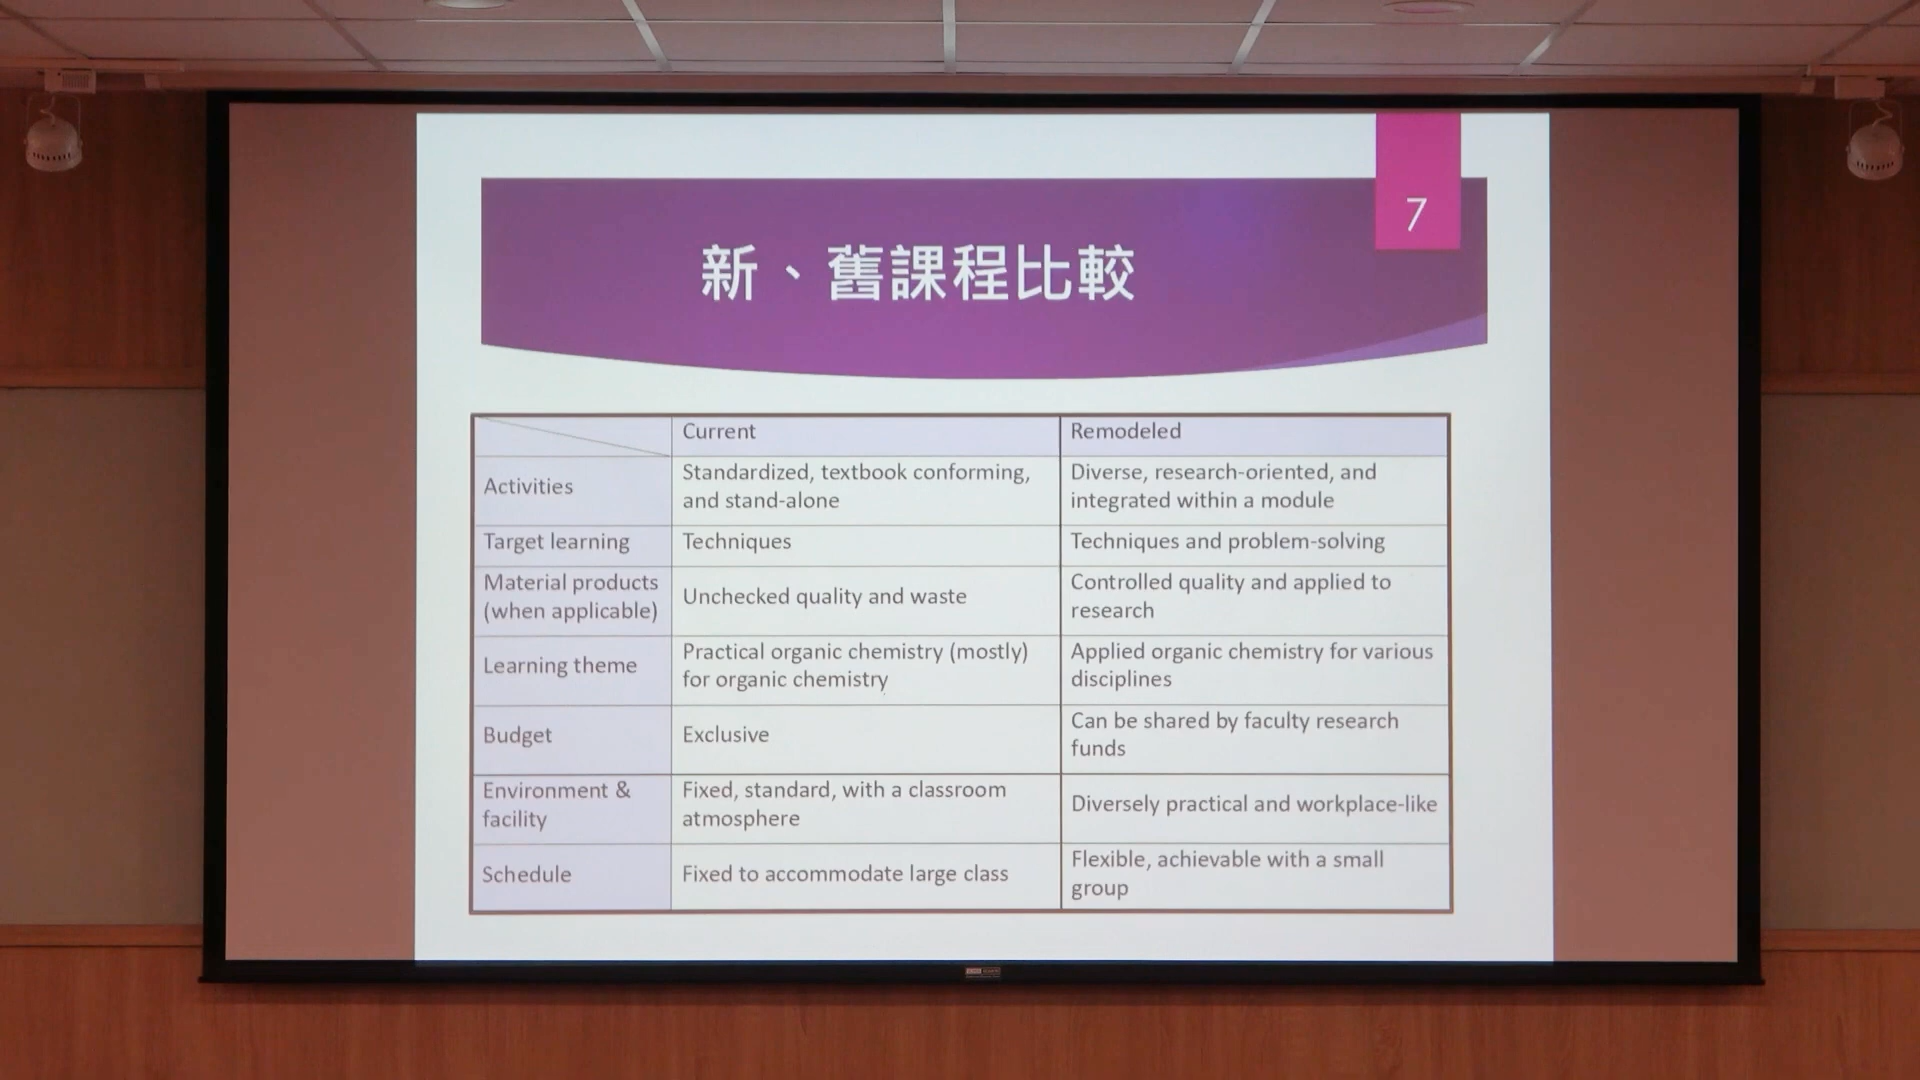 7
新、舊課程比較
Current
Remodeled
Activities
Standardized, textbook conforming,
and stand-alone
Diverse, research-oriented, and
integrated within a module
Target learning
Techniques
Techniques and problem-solving
Material products
(when applicable)
Unchecked quality and waste
Controlled quality and applied to
research
Learning theme
Practical organic chemistry (mostly)
for organic chemistry
Applied organic chemistry for various
disciplines
Budget
Exclusive
Can be shared by faculty research
funds
Environment &
facility
Fixed, standard, with a classroom
atmosphere
Diversely practical and workplace-like
Schedule
Fixed to accommodate large class
Flexible, achievable with a small
group